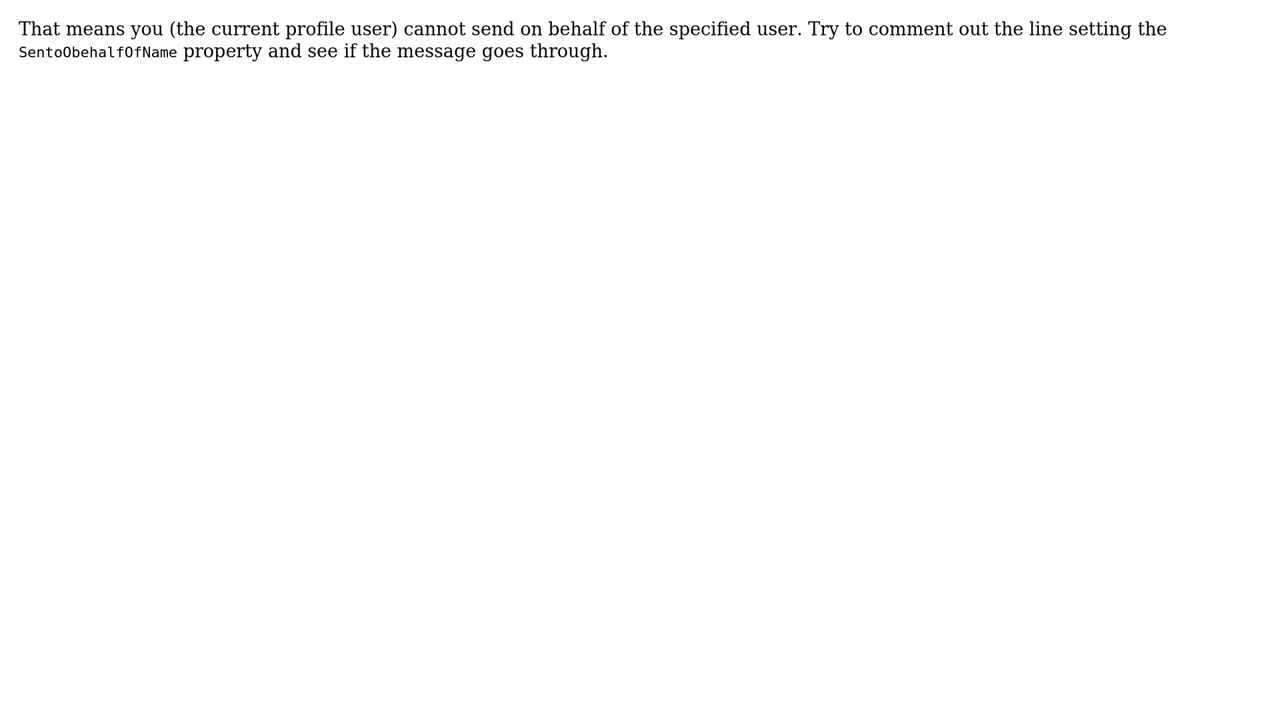 That means you (the current profile user) cannot send on behalf of the specified user. Try to comment out the line setting the
SentoObehalfOfName property and see if the message goes through.